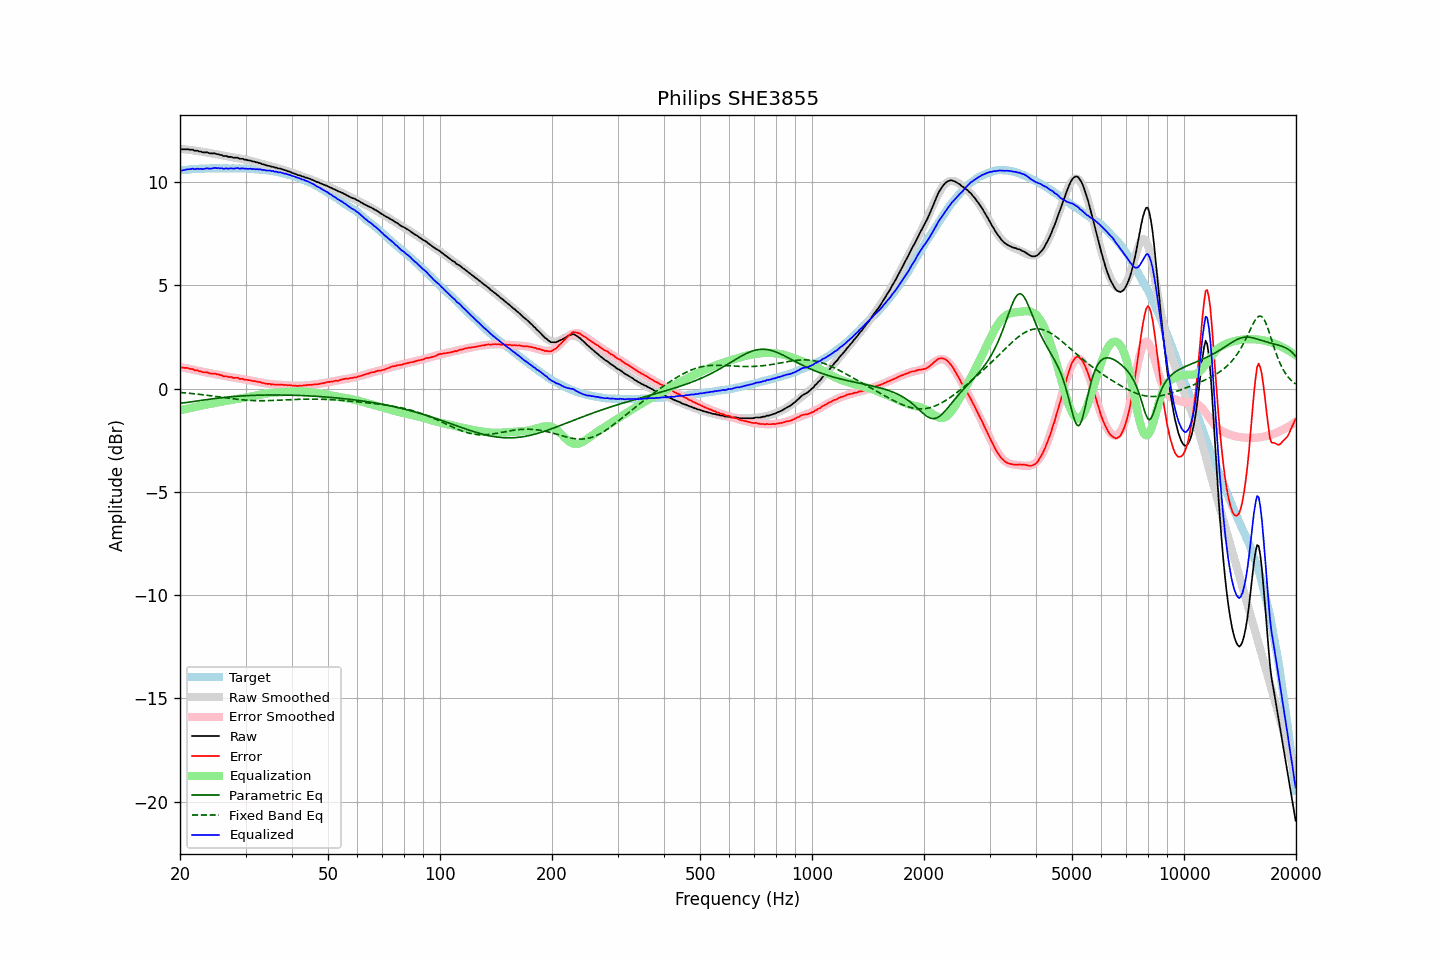 Philips SHE3855
Amplitude (dBr)
10
5
0
−5
−10
−15
−20
Target
Raw Smoothed
Error Smoothed
Raw
Error
Equalization
Parametric Eq
Fixed Band Eq
Equalized
20 50 100 200 500 1000 2000 5000 10000 20000
Frequency (Hz)